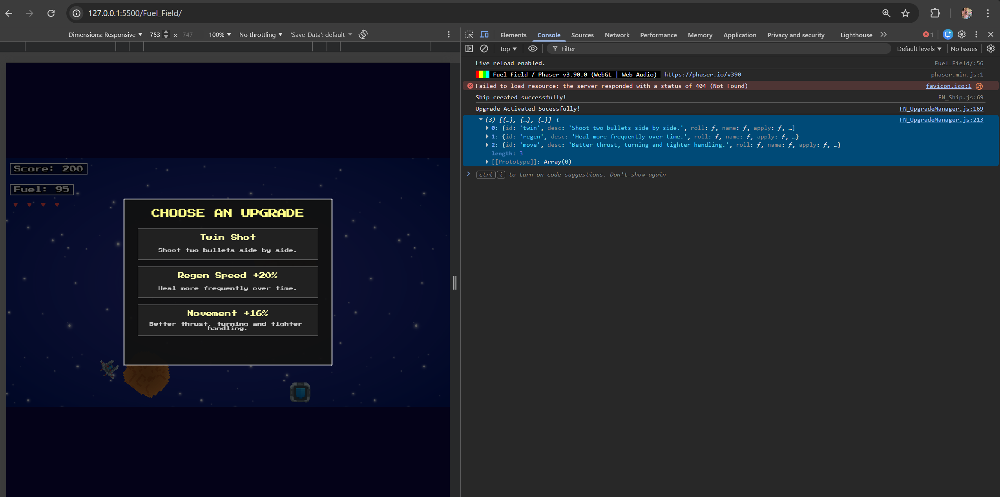 127.0.0.1:5500/Fuel_Field/
Dimensions: Responsive 753 × 747 100% No throttling 'Save-Data': default
Elements Console Sources Network Performance Memory Application Privacy and security Lighthouse 1
top Filter Default levels No Issues
Live reload enabled. Fuel_Field/:56
Fuel Field / Phaser v3.90.0 (WebGL | Web Audio) https://phaser.io/v390 phaser.min.js:1
Failed to load resource: the server responded with a status of 404 (Not Found) favicon.ico:1
Ship created successfully! FN_Ship.js:69
Upgrade Activated Sucessfully! FN_UpgradeManager.js:169
(3) [{…}, {…}, {…}] i FN_UpgradeManager.js:213
0: {id: 'twin', desc: 'Shoot two bullets side by side.', roll: ƒ, name: ƒ, apply: ƒ, …}
1: {id: 'regen', desc: 'Heal more frequently over time.', roll: ƒ, name: ƒ, apply: ƒ, …}
2: {id: 'move', desc: 'Better thrust, turning and tighter handling.', roll: ƒ, name: ƒ, apply: ƒ, …}
length: 3
[[Prototype]]: Array(0)
ctrl i to turn on code suggestions. Don't show again
Score: 200
Fuel: 95
CHOOSE AN UPGRADE
Twin Shot
Shoot two bullets side by side.
Regen Speed +20%
Heal more frequently over time.
Movement +16%
Better thrust, turning and tighter
handling.